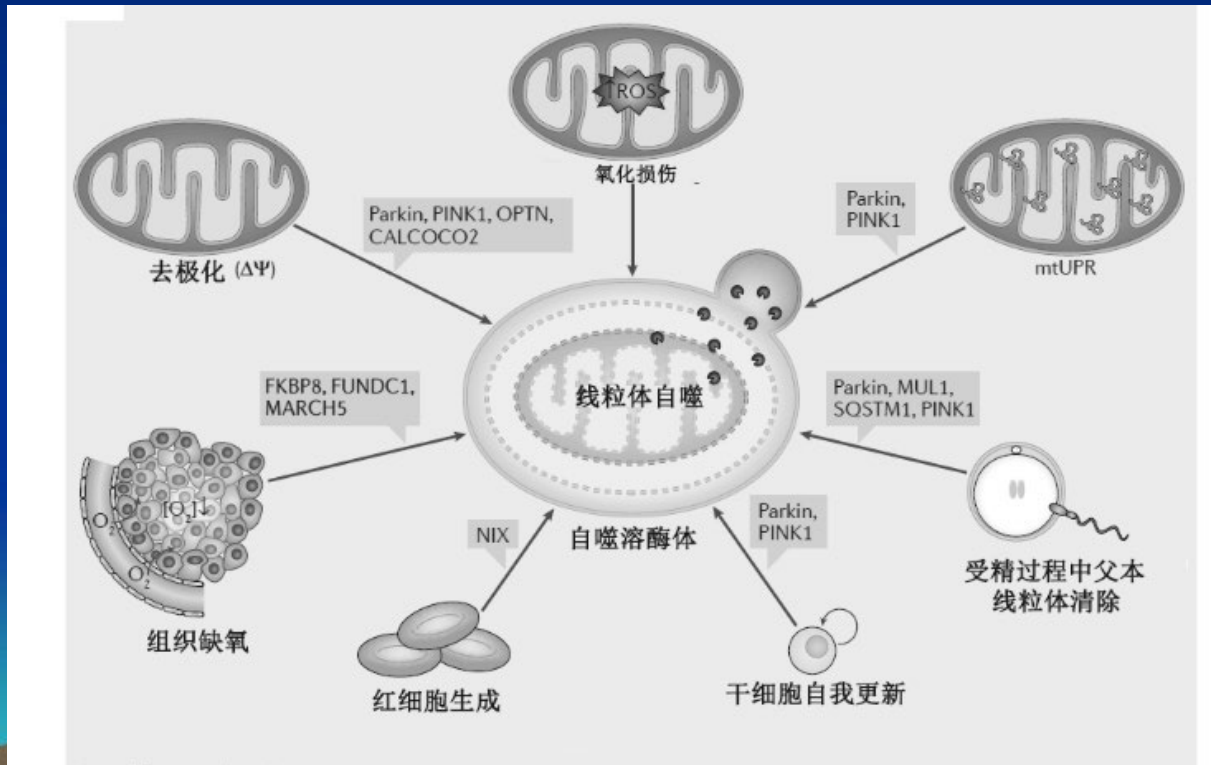 ↑ROS
氧化损伤
Parkin, PINK1, OPTN,
CALCOCO2
去极化 (ΔΨ)
Parkin,
PINK1
mtUPR
FKBP8, FUNDC1,
MARCH5
线粒体自噬
Parkin, MUL1,
SQSTM1, PINK1
[O₂]↓
O₂
O₂
组织缺氧
NIX
自噬溶酶体
Parkin,
PINK1
受精过程中父本
线粒体清除
红细胞生成
干细胞自我更新